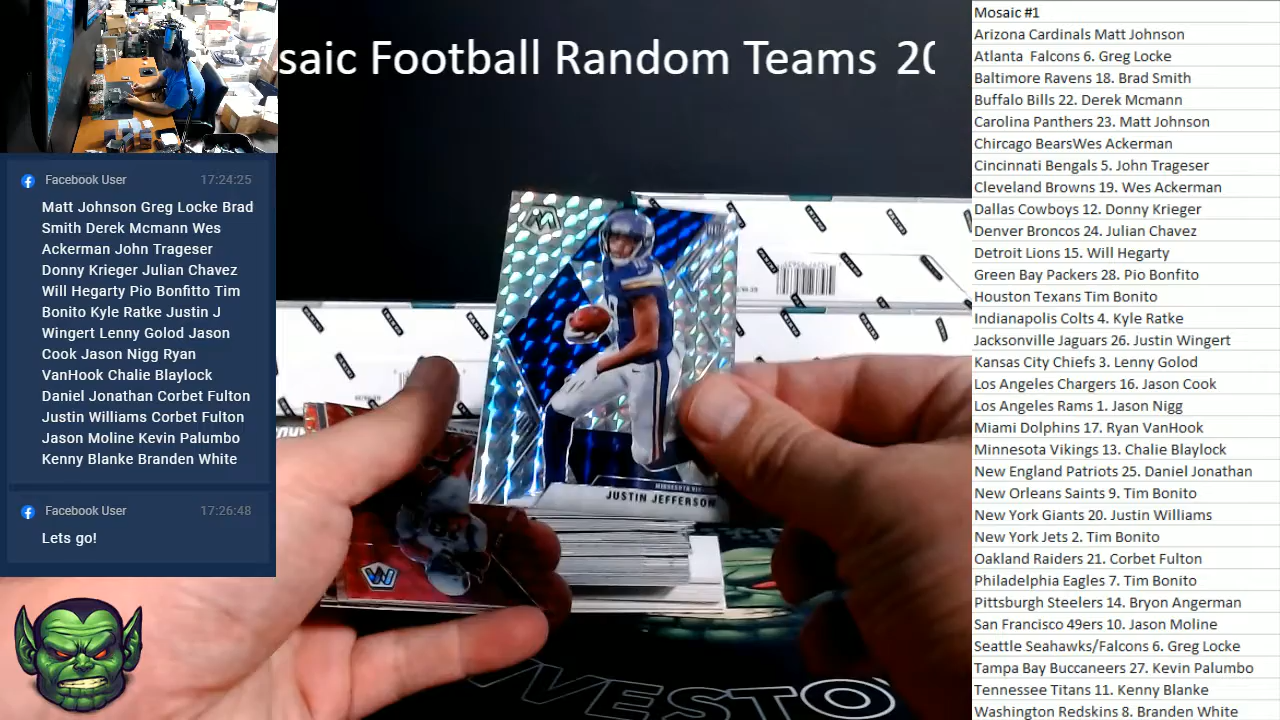 saic Football Random Teams 20
Facebook User 17:24:25
Matt Johnson Greg Locke Brad
Smith Derek Mcmann Wes
Ackerman John Trageser
Donny Krieger Julian Chavez
Will Hegarty Pio Bonfitto Tim
Bonito Kyle Ratke Justin J
Wingert Lenny Golod Jason
Cook Jason Nigg Ryan
VanHook Chalie Blaylock
Daniel Jonathan Corbet Fulton
Justin Williams Corbet Fulton
Jason Moline Kevin Palumbo
Kenny Blanke Branden White
Facebook User 17:26:48
Lets go!
JUSTIN JEFFERSON
Mosaic #1
Arizona Cardinals Matt Johnson
Atlanta Falcons 6. Greg Locke
Baltimore Ravens 18. Brad Smith
Buffalo Bills 22. Derek Mcmann
Carolina Panthers 23. Matt Johnson
Chircago BearsWes Ackerman
Cincinnati Bengals 5. John Trageser
Cleveland Browns 19. Wes Ackerman
Dallas Cowboys 12. Donny Krieger
Denver Broncos 24. Julian Chavez
Detroit Lions 15. Will Hegarty
Green Bay Packers 28. Pio Bonfito
Houston Texans Tim Bonito
Indianapolis Colts 4. Kyle Ratke
Jacksonville Jaguars 26. Justin Wingert
Kansas City Chiefs 3. Lenny Golod
Los Angeles Chargers 16. Jason Cook
Los Angeles Rams 1. Jason Nigg
Miami Dolphins 17. Ryan VanHook
Minnesota Vikings 13. Chalie Blaylock
New England Patriots 25. Daniel Jonathan
New Orleans Saints 9. Tim Bonito
New York Giants 20. Justin Williams
New York Jets 2. Tim Bonito
Oakland Raiders 21. Corbet Fulton
Philadelphia Eagles 7. Tim Bonito
Pittsburgh Steelers 14. Bryon Angerman
San Francisco 49ers 10. Jason Moline
Seattle Seahawks/Falcons 6. Greg Locke
Tampa Bay Buccaneers 27. Kevin Palumbo
Tennessee Titans 11. Kenny Blanke
Washington Redskins 8. Branden White